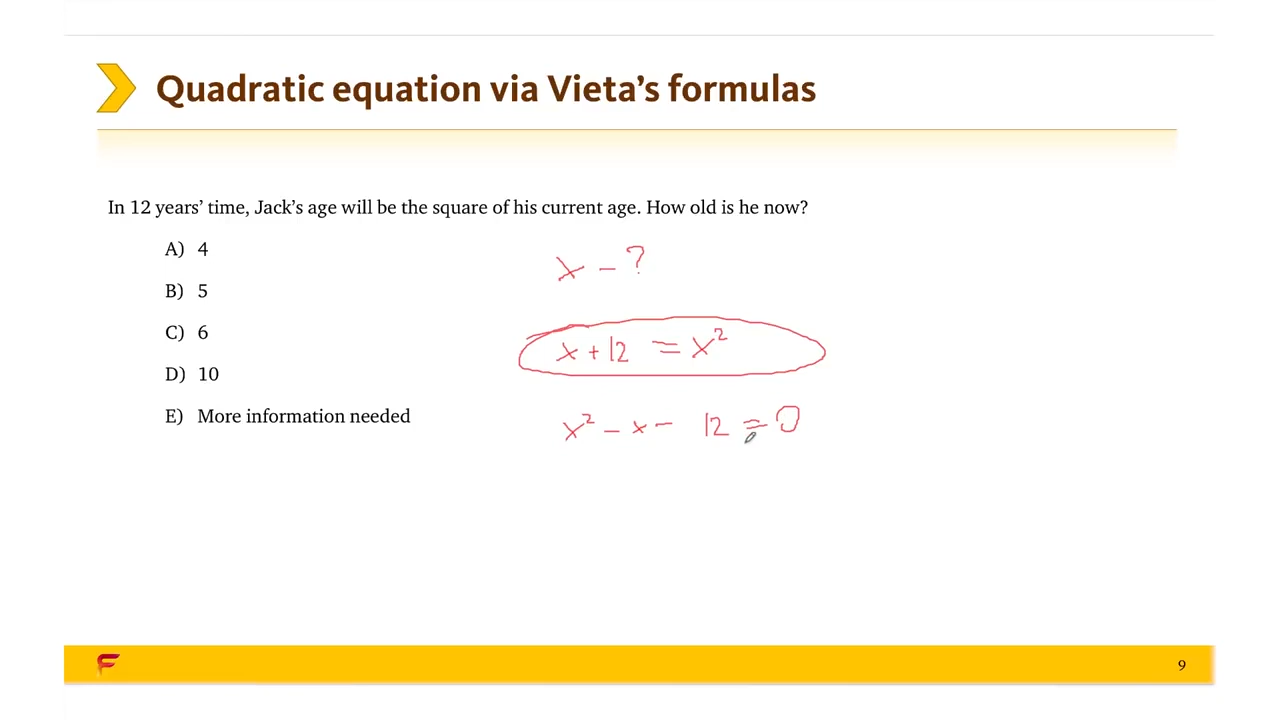 Quadratic equation via Vieta's formulas
In 12 years' time, Jack's age will be the square of his current age. How old is he now?
A) 4
B) 5
C) 6
D) 10
E) More information needed
x - ?
x + 12 = x²
x² - x - 12 = 0
F
9